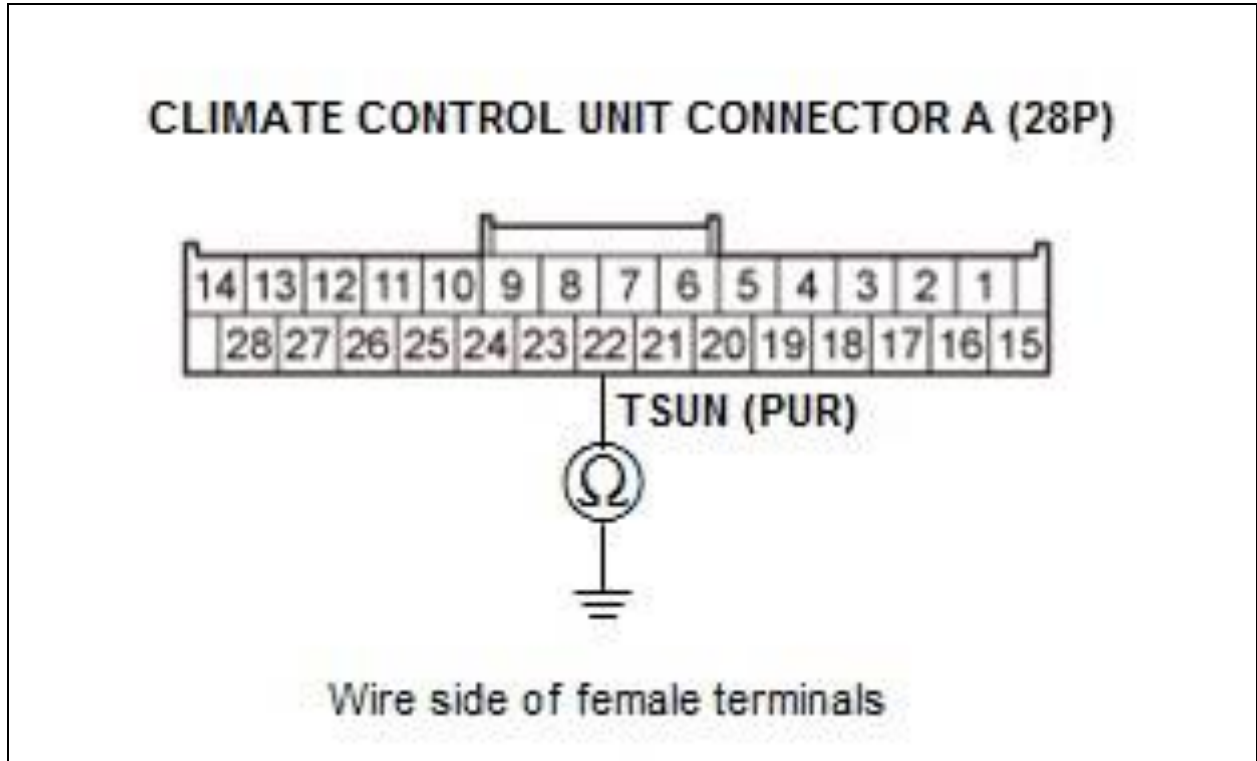 CLIMATE CONTROL UNIT CONNECTOR A (28P)
14 13 12 11 10 9 8 7 6 5 4 3 2 1
28 27 26 25 24 23 22 21 20 19 18 17 16 15
TSUN (PUR)
Ω
Wire side of female terminals